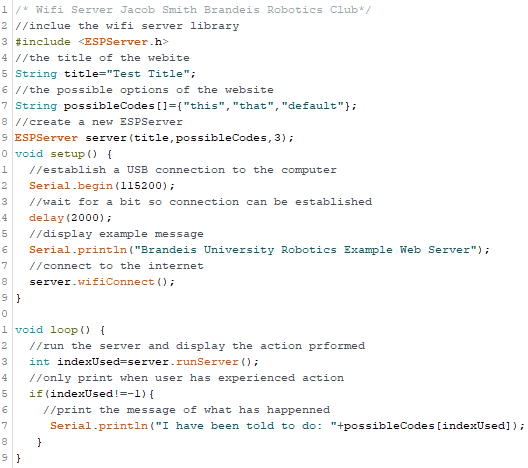 1 /* Wifi Server Jacob Smith Brandeis Robotics Club*/
2 //inclue the wifi server library
3 #include <ESPServer.h>
4 //the title of the webite
5 String title="Test Title";
6 //the possible options of the website
7 String possibleCodes[]={"this","that","default"};
8 //create a new ESPServer
9 ESPServer server(title,possibleCodes,3);
0 void setup() {
1 //establish a USB connection to the computer
2 Serial.begin(115200);
3 //wait for a bit so connection can be established
4 delay(2000);
5 //display example message
6 Serial.println("Brandeis University Robotics Example Web Server");
7 //connect to the internet
8 server.wifiConnect();
9 }
0
1 void loop() {
2 //run the server and display the action prformed
3 int indexUsed=server.runServer();
4 //only print when user has experienced action
5 if(indexUsed!=-1){
6 //print the message of what has happenned
7 Serial.println("I have been told to do: "+possibleCodes[indexUsed]);
8 }
9 }